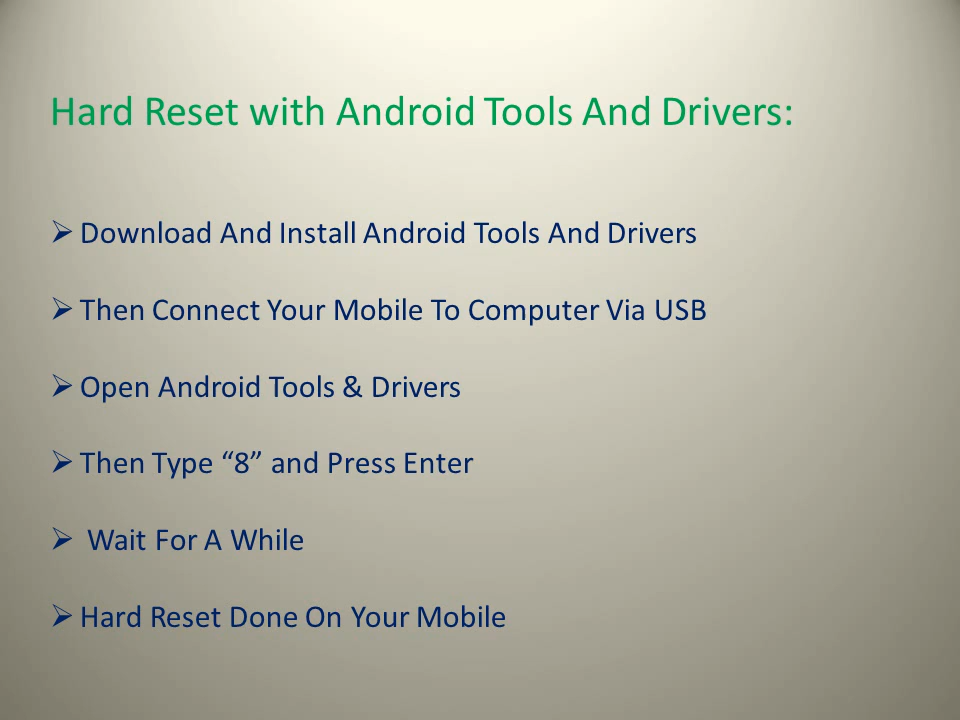 Hard Reset with Android Tools And Drivers:
➢ Download And Install Android Tools And Drivers
➢ Then Connect Your Mobile To Computer Via USB
➢ Open Android Tools & Drivers
➢ Then Type “8” and Press Enter
➢ Wait For A While
➢ Hard Reset Done On Your Mobile